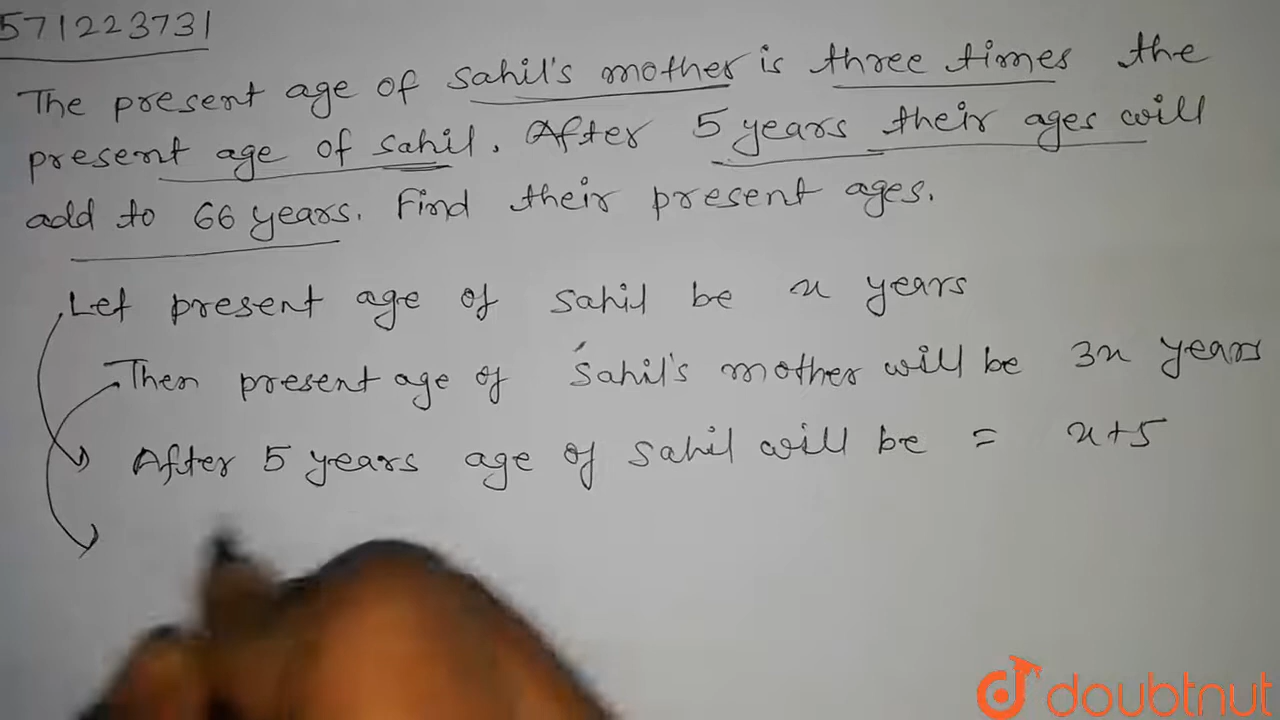 571223731
The present age of Sahil's mother is three times the
present age of Sahil. After 5 years their ages will
add to 66 years. Find their present ages.
Let present age of Sahil be x years
Then present age of Sahil's mother will be 3x years
After 5 years age of Sahil will be = x+5
doubtnut